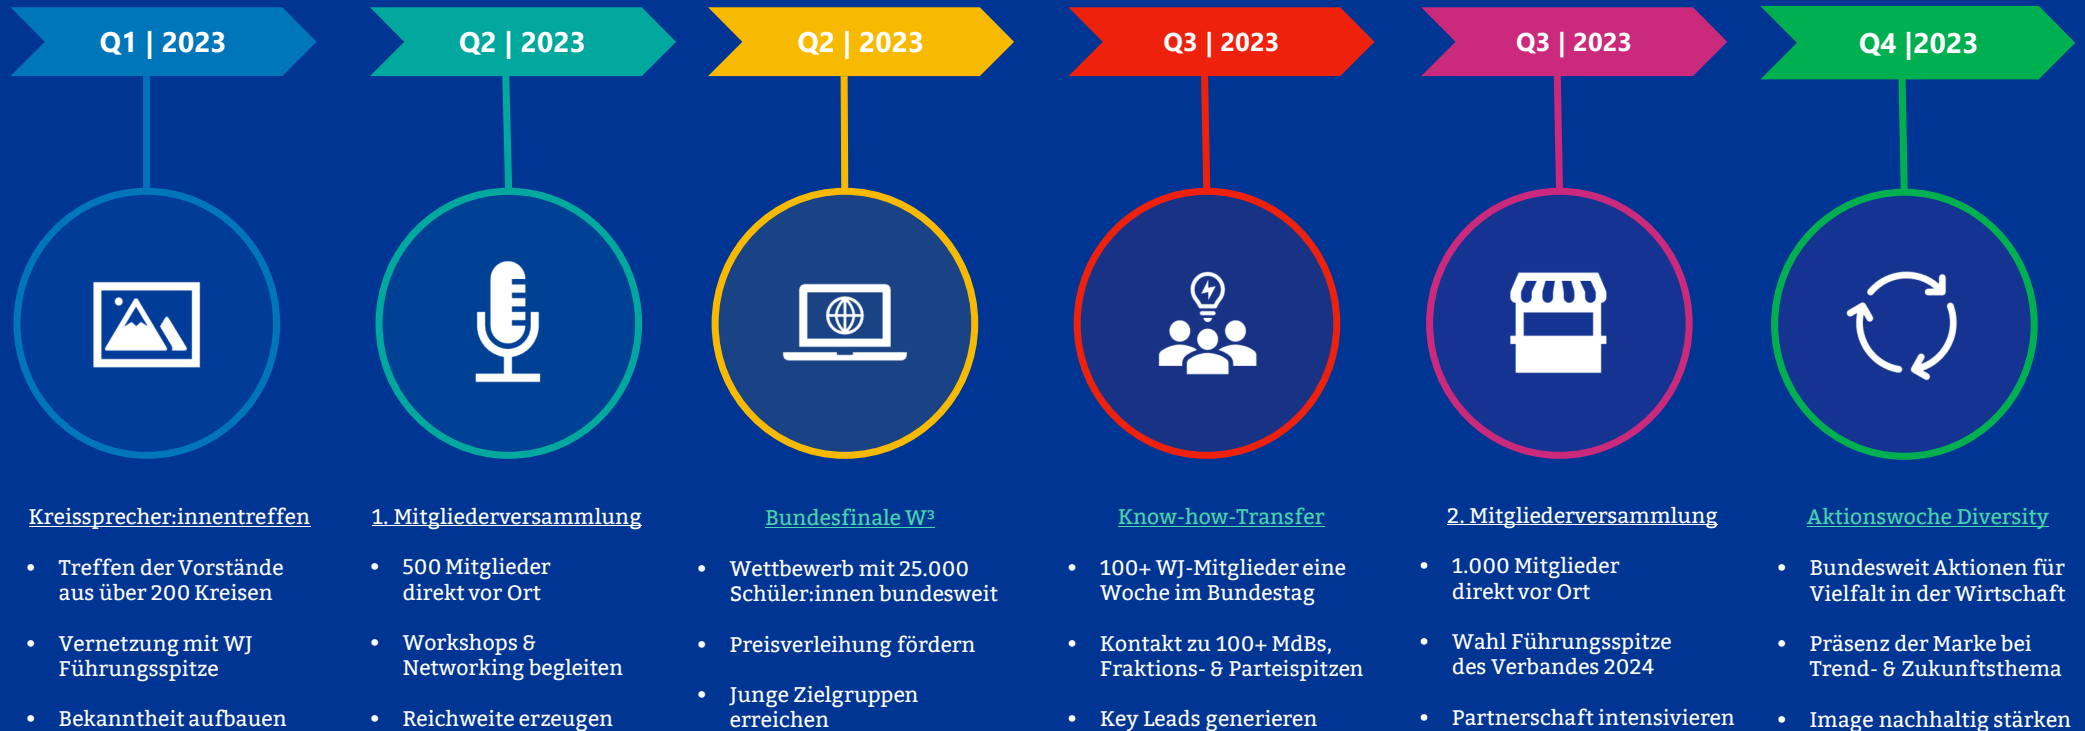 Q1 | 2023
Q2 | 2023
Q2 | 2023
Q3 | 2023
Q3 | 2023
Q4 |2023
Kreissprecher:innentreffen
• Treffen der Vorstände
aus über 200 Kreisen
• Vernetzung mit WJ
Führungsspitze
• Bekanntheit aufbauen
1. Mitgliederversammlung
• 500 Mitglieder
direkt vor Ort
• Workshops &
Networking begleiten
• Reichweite erzeugen
Bundesfinale W³
• Wettbewerb mit 25.000
Schüler:innen bundesweit
• Preisverleihung fördern
• Junge Zielgruppen
erreichen
Know-how-Transfer
• 100+ WJ-Mitglieder eine
Woche im Bundestag
• Kontakt zu 100+ MdBs,
Fraktions- & Parteispitzen
• Key Leads generieren
2. Mitgliederversammlung
• 1.000 Mitglieder
direkt vor Ort
• Wahl Führungsspitze
des Verbandes 2024
• Partnerschaft intensivieren
Aktionswoche Diversity
• Bundesweit Aktionen für
Vielfalt in der Wirtschaft
• Präsenz der Marke bei
Trend- & Zukunftsthema
• Image nachhaltig stärken